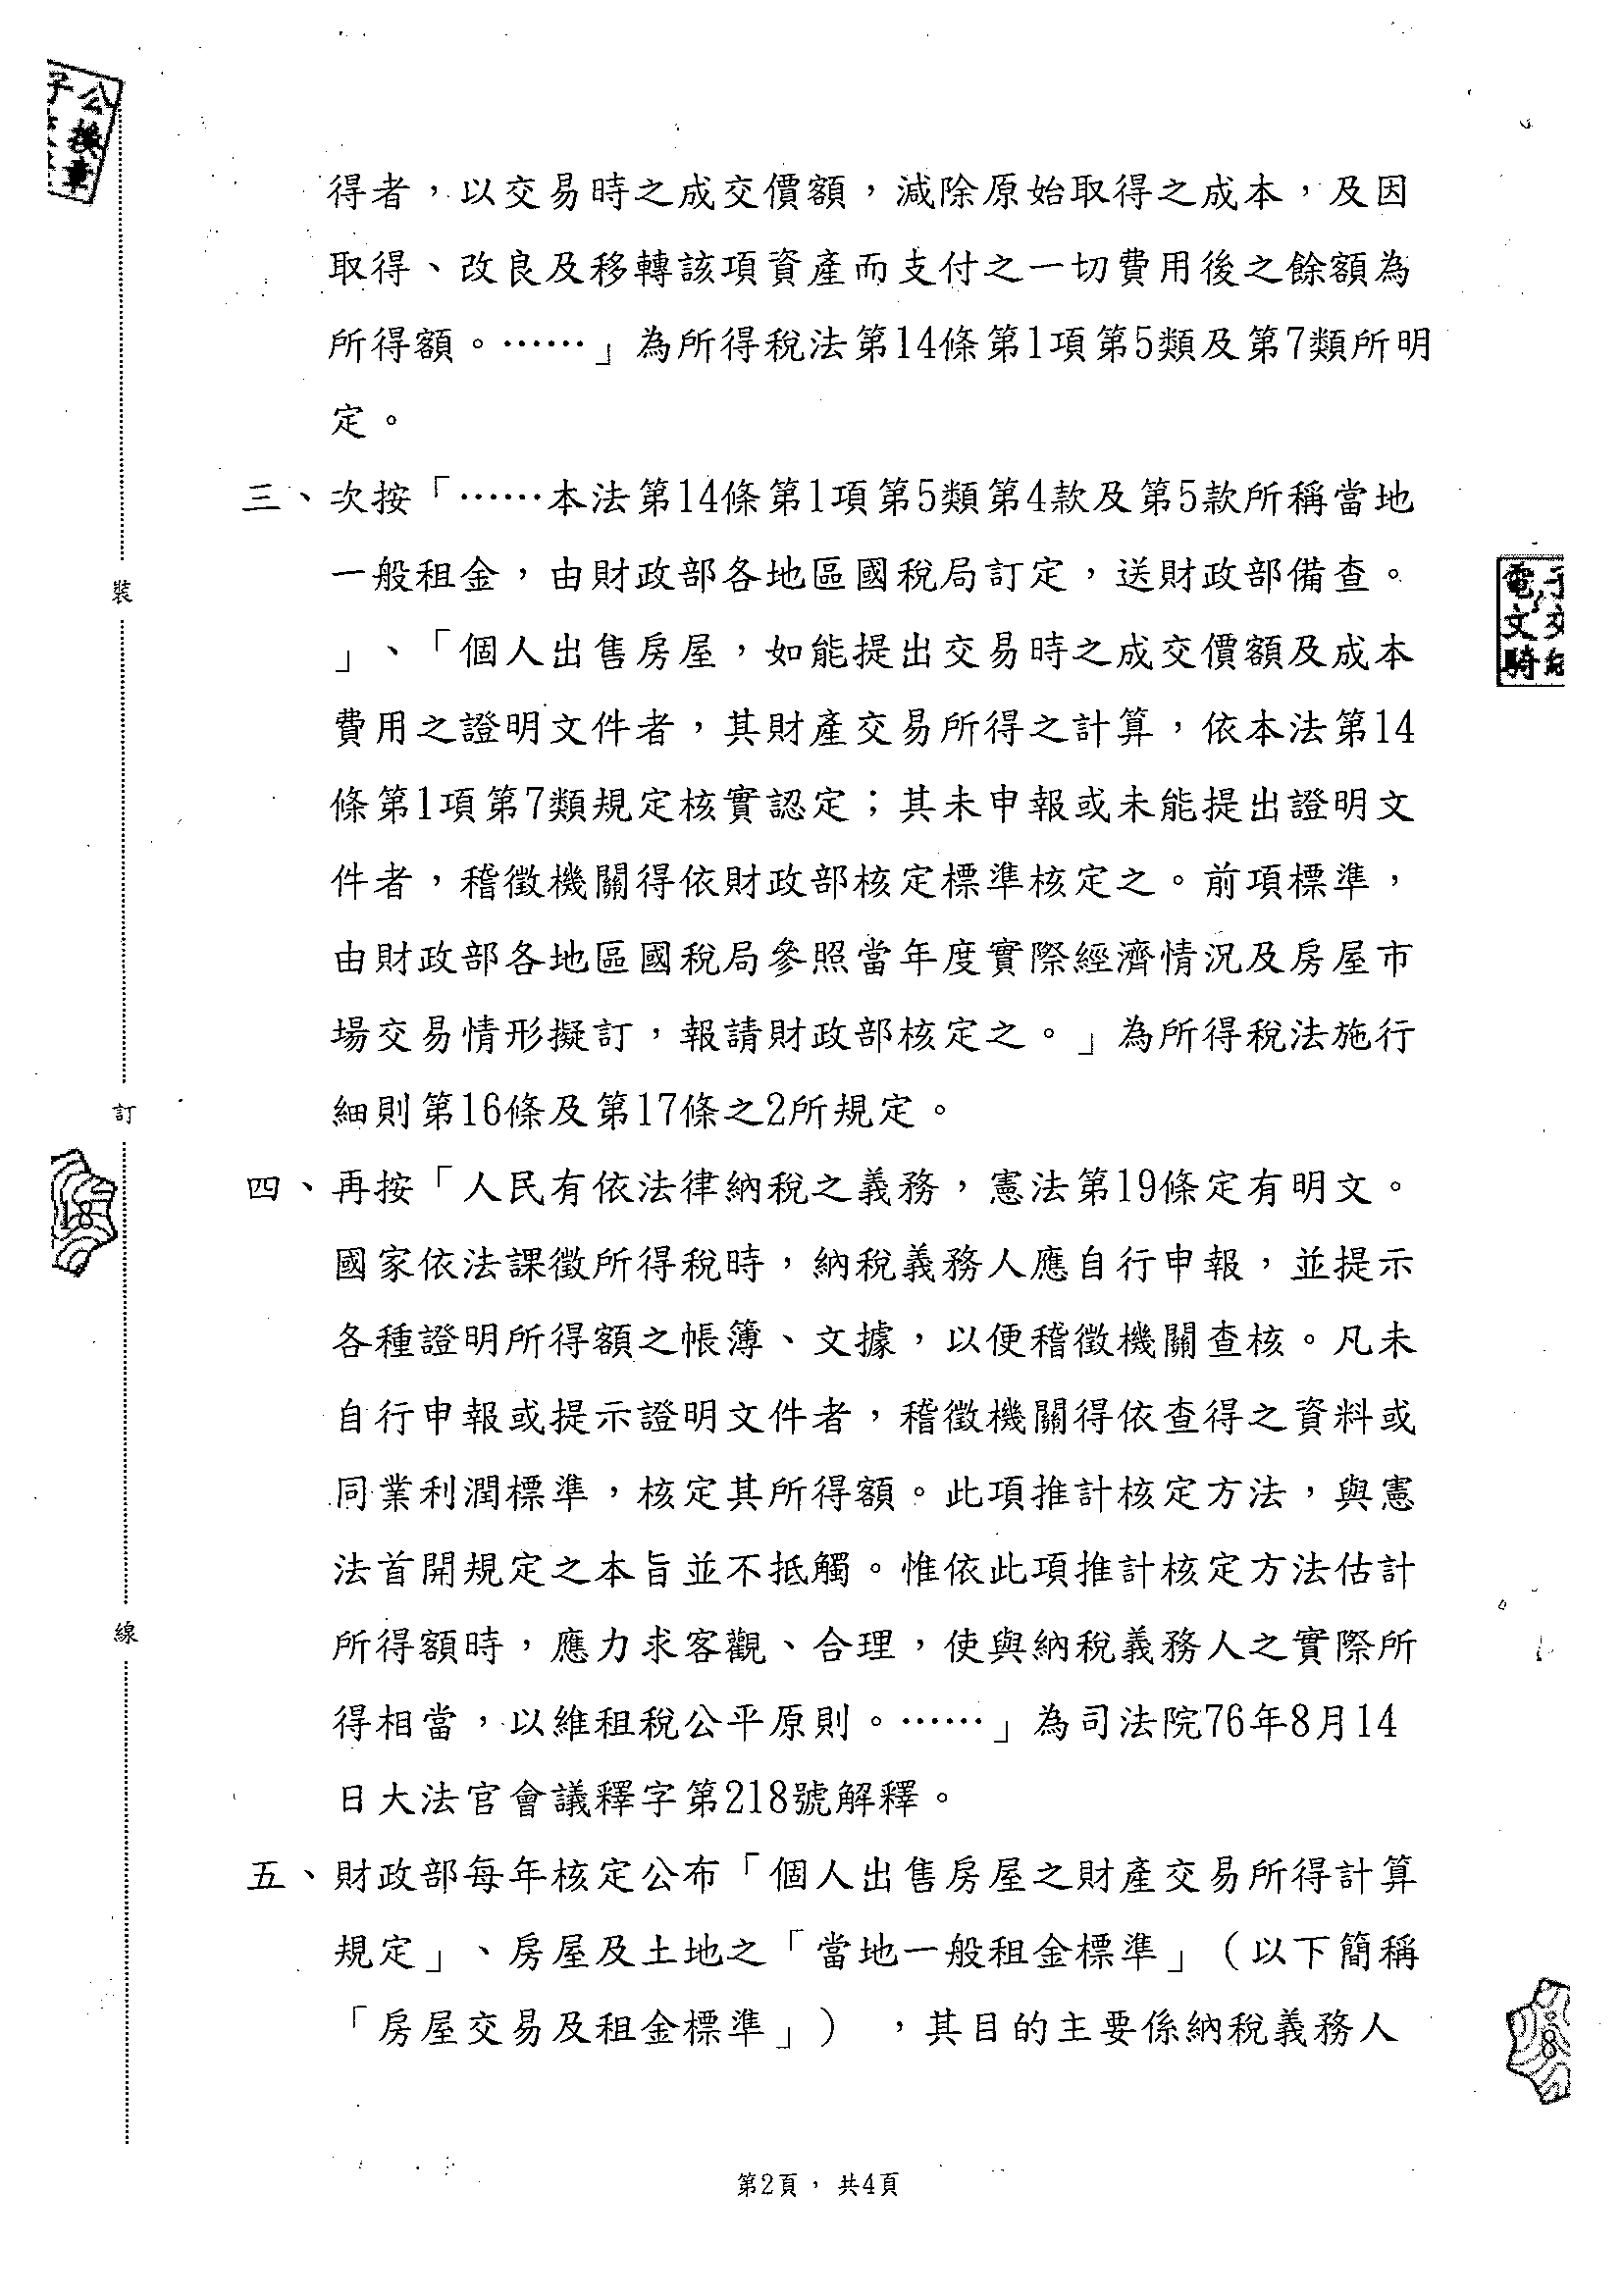 得者，以交易時之成交價額，減除原始取得之成本，及因
取得、改良及移轉該項資產而支付之一切費用後之餘額為
所得額。……」為所得稅法第14條第1項第5類及第7類所明
定。
三、次按「……本法第14條第1項第5類第4款及第5款所稱當地
一般租金，由財政部各地區國稅局訂定，送財政部備查。
」、「個人出售房屋，如能提出交易時之成交價額及成本
費用之證明文件者，其財產交易所得之計算，依本法第14
條第1項第7類規定核實認定；其未申報或未能提出證明文
件者，稽徵機關得依財政部核定標準核定之。前項標準，
由財政部各地區國稅局參照當年度實際經濟情況及房屋市
場交易情形擬訂，報請財政部核定之。」為所得稅法施行
細則第16條及第17條之2所規定。
四、再按「人民有依法律納稅之義務，憲法第19條定有明文。
國家依法課徵所得稅時，納稅義務人應自行申報，並提示
各種證明所得額之帳簿、文據，以便稽徵機關查核。凡未
自行申報或提示證明文件者，稽徵機關得依查得之資料或
同業利潤標準，核定其所得額。此項推計核定方法，與憲
法首開規定之本旨並不抵觸。惟依此項推計核定方法估計
所得額時，應力求客觀、合理，使與納稅義務人之實際所
得相當，以維租稅公平原則。……」為司法院76年8月14
日大法官會議釋字第218號解釋。
五、財政部每年核定公布「個人出售房屋之財產交易所得計算
規定」、房屋及土地之「當地一般租金標準」（以下簡稱
「房屋交易及租金標準」），其目的主要係納稅義務人
第2頁，共4頁
裝
訂
線
公
換
章
子
電
文
騎
18
8